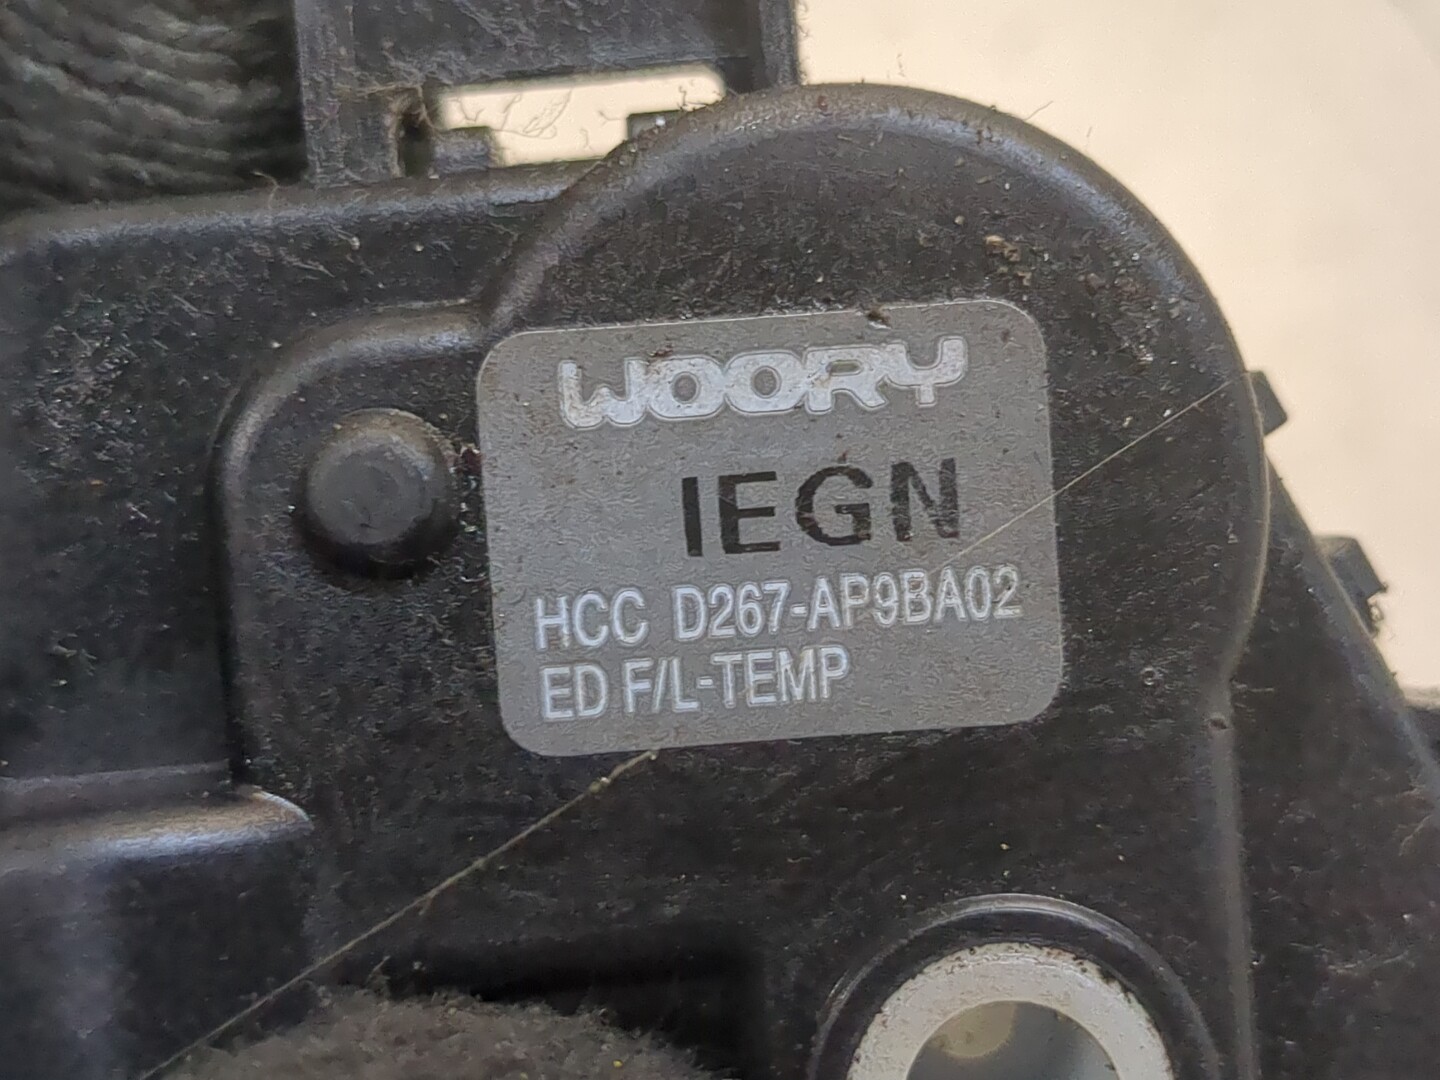 WOORY
IEGN
HCC D267-AP9BA02
ED F/L-TEMP